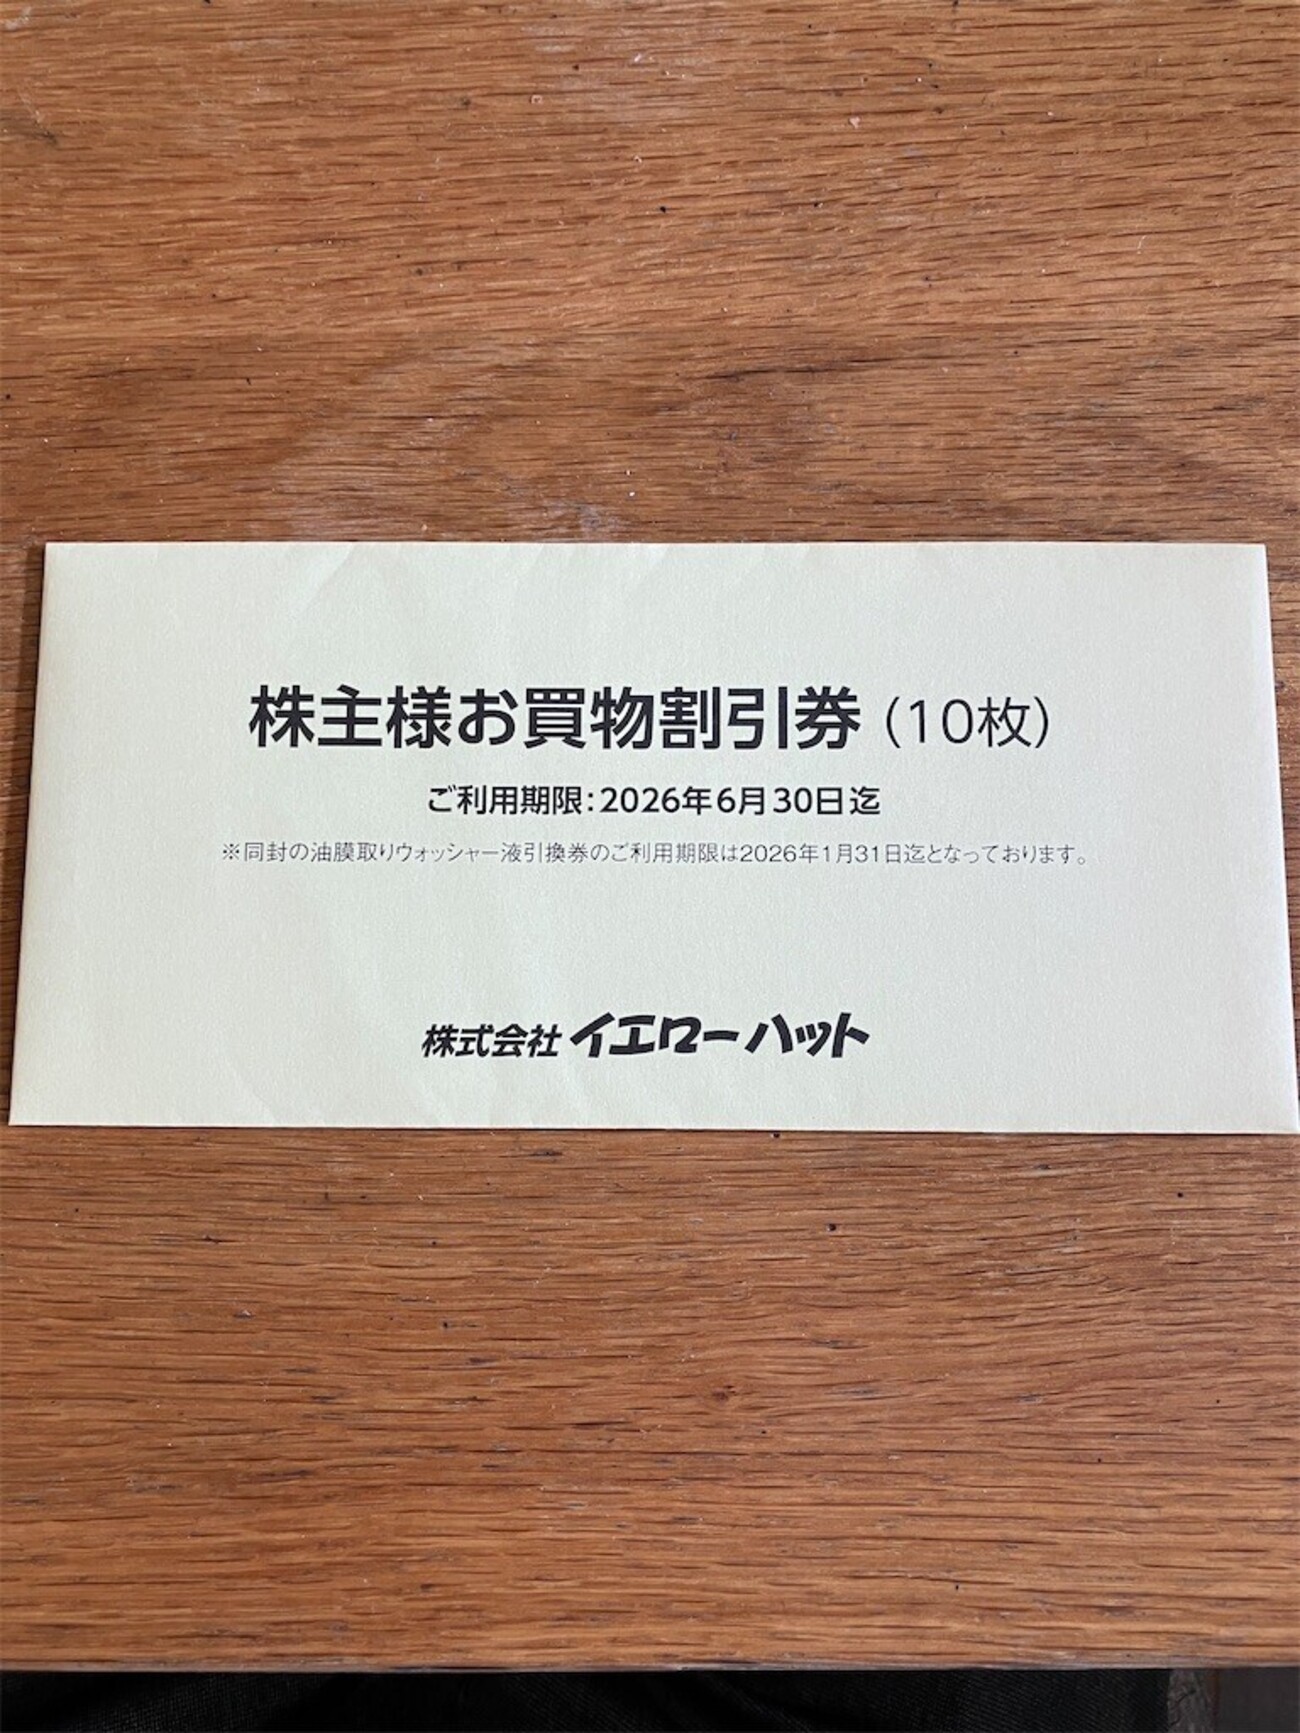 株主様お買物割引券（10枚）
ご利用期限：2026年6月30日迄
※同封の油膜取りウォッシャー液引換券のご利用期限は2026年1月31日迄となっております。
株式会社イエローハット